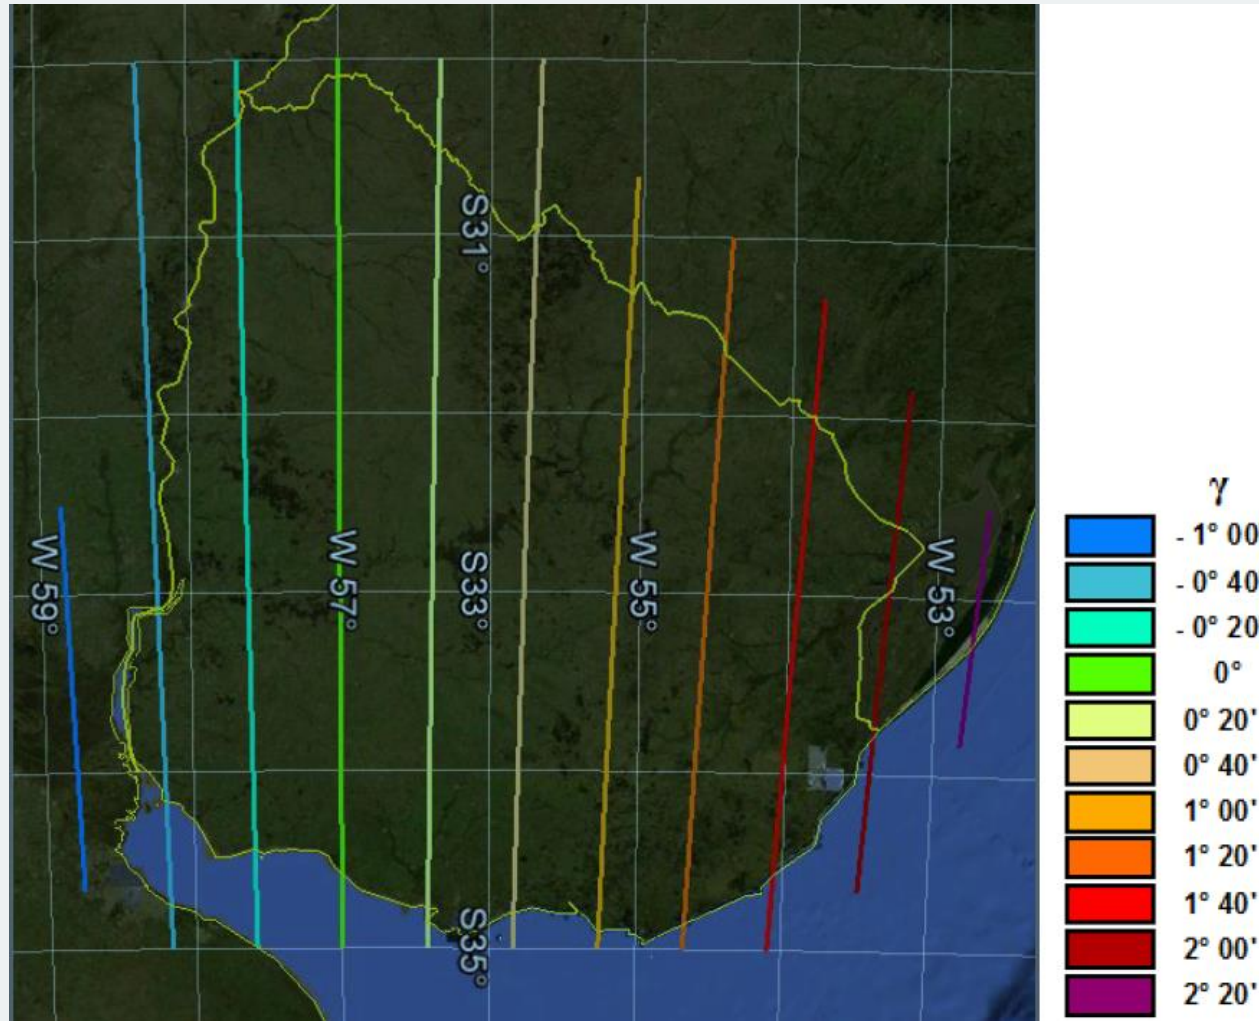 S31°
W 59°
W 57°
S33°
W 55°
W 53°
S35°
γ
- 1° 00
- 0° 40
- 0° 20
0°
0° 20'
0° 40'
1° 00'
1° 20'
1° 40'
2° 00'
2° 20'